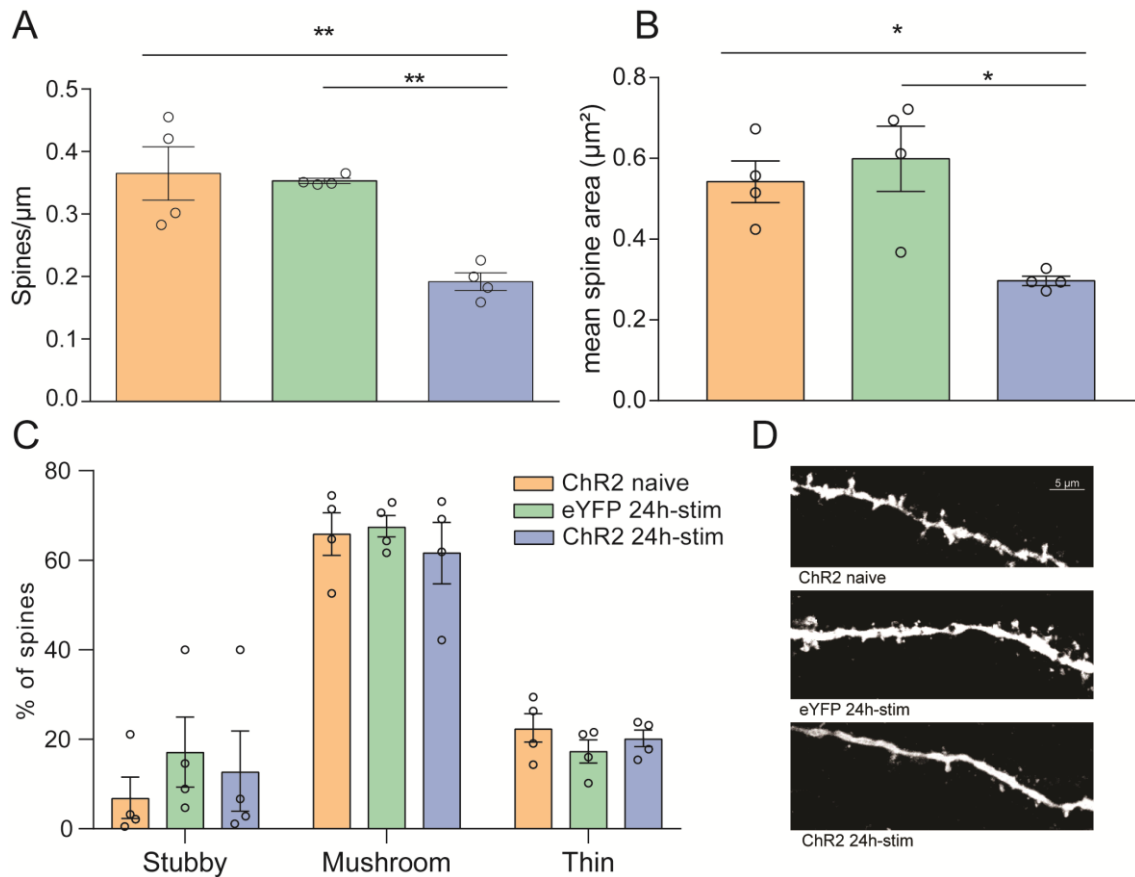 A
**
**
Spines/µm
0.5
0.4
0.3
0.2
0.1
0.0
B
*
*
mean spine area (µm²)
0.8
0.6
0.4
0.2
0.0
C
% of spines
80
60
40
20
0
ChR2 naive
eYFP 24h-stim
ChR2 24h-stim
Stubby
Mushroom
Thin
D
5 µm
ChR2 naive
eYFP 24h-stim
ChR2 24h-stim